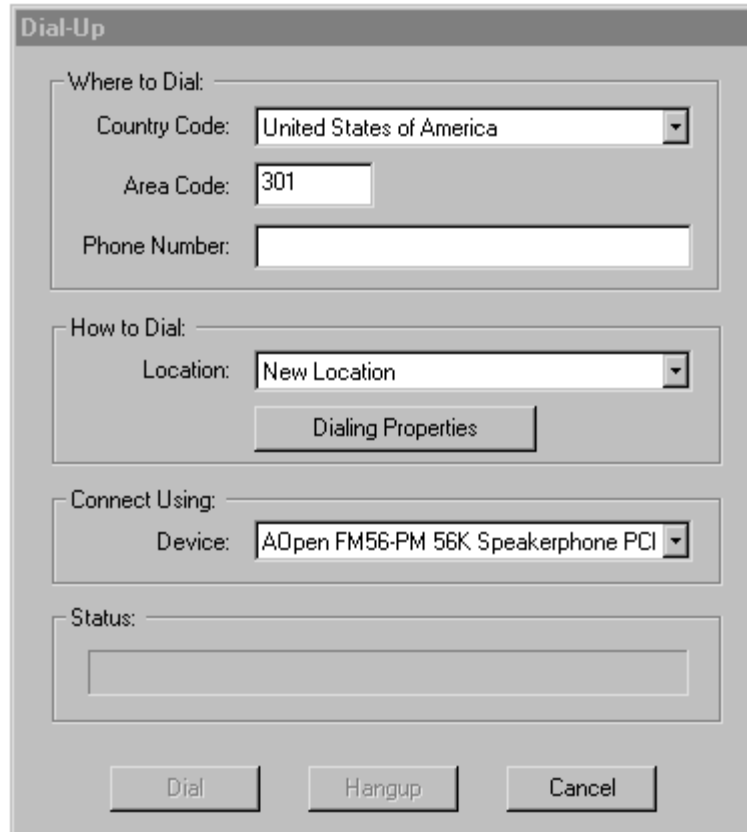 Dial-Up
Where to Dial:
Country Code: United States of America
Area Code: 301
Phone Number:
How to Dial:
Location: New Location
Dialing Properties
Connect Using:
Device: AOpen FM56-PM 56K Speakerphone PCI
Status:
Dial Hangup Cancel